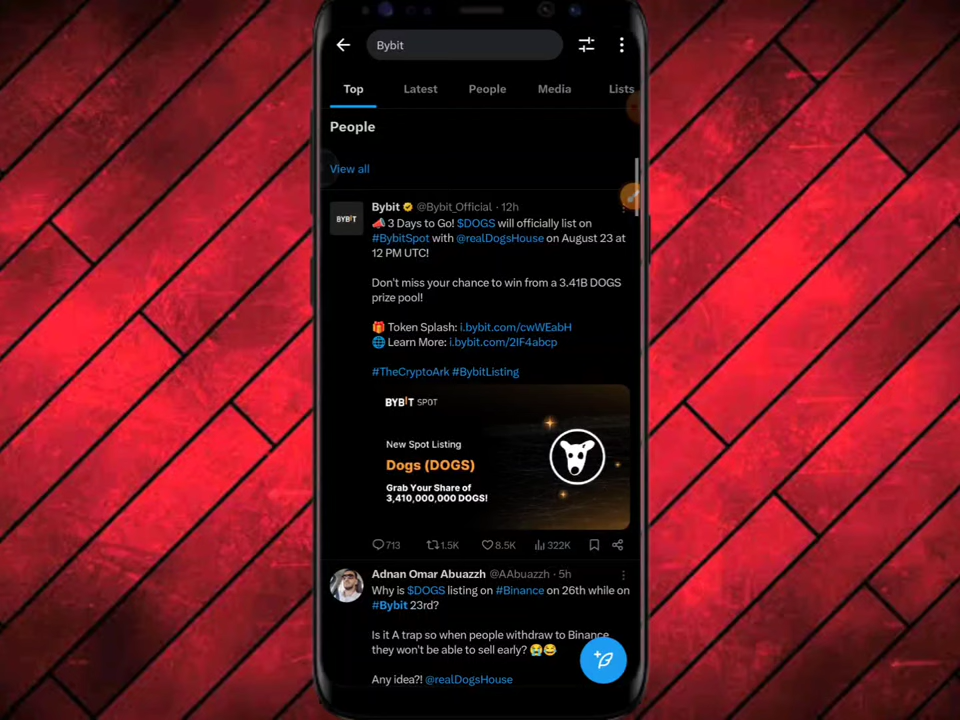 Bybit
Top Latest People Media Lists
People
View all
Bybit @Bybit_Official · 12h
📣 3 Days to Go! $DOGS will officially list on
#BybitSpot with @realDogsHouse on August 23 at
12 PM UTC!
Don't miss your chance to win from a 3.41B DOGS
prize pool!
🎁 Token Splash: i.bybit.com/cwWEabH
🌐 Learn More: i.bybit.com/2IF4abcp
#TheCryptoArk #BybitListing
BYBIT
BYBIT SPOT
New Spot Listing
Dogs (DOGS)
Grab Your Share of
3,410,000,000 DOGS!
713 1.5K 8.5K 322K
Adnan Omar Abuazzh @AAbuazzh · 5h
Why is $DOGS listing on #Binance on 26th while on
#Bybit 23rd?
Is it A trap so when people withdraw to Binance
they won't be able to sell early? 😭😂
Any idea?! @realDogsHouse